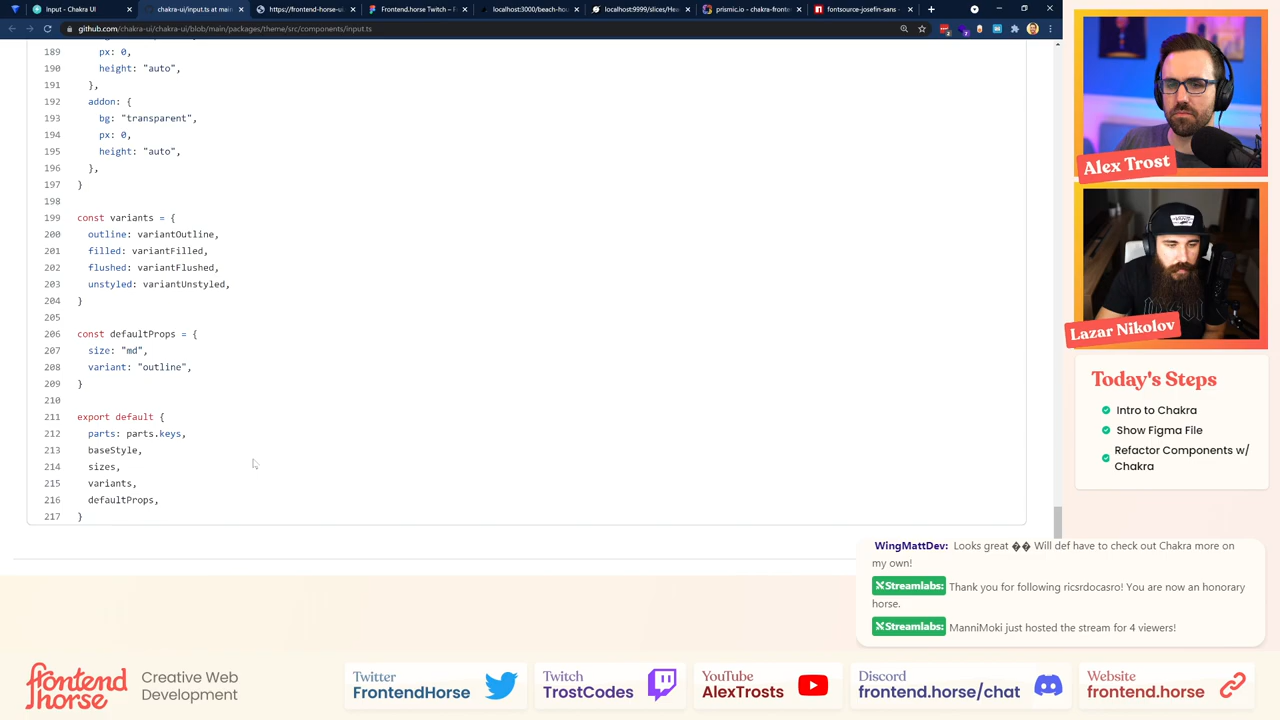 Input - Chakra UI
chakra-ui/input.ts at main
https://frontend-horse-ui
Frontend.horse Twitch – F
localhost:3000/beach-hou
localhost:9999/slices/Hea
prismic.io - chakra-fronte
fontsource-josefin-sans -
github.com/chakra-ui/chakra-ui/blob/main/packages/theme/src/components/input.ts
189 px: 0,
190 height: "auto",
191 },
192 addon: {
193 bg: "transparent",
194 px: 0,
195 height: "auto",
196 },
197 }
198
199 const variants = {
200 outline: variantOutline,
201 filled: variantFilled,
202 flushed: variantFlushed,
203 unstyled: variantUnstyled,
204 }
205
206 const defaultProps = {
207 size: "md",
208 variant: "outline",
209 }
210
211 export default {
212 parts: parts.keys,
213 baseStyle,
214 sizes,
215 variants,
216 defaultProps,
217 }
Alex Trost
VANS
Lazar Nikolov
Today's Steps
Intro to Chakra
Show Figma File
Refactor Components w/
Chakra
WingMattDev: Looks great �� Will def have to check out Chakra more on
my own!
Streamlabs: Thank you for following ricsrdocasro! You are now an honorary
horse.
Streamlabs: ManniMoki just hosted the stream for 4 viewers!
frontend
horse
Creative Web
Development
Twitter
FrontendHorse
Twitch
TrostCodes
YouTube
AlexTrosts
Discord
frontend.horse/chat
Website
frontend.horse